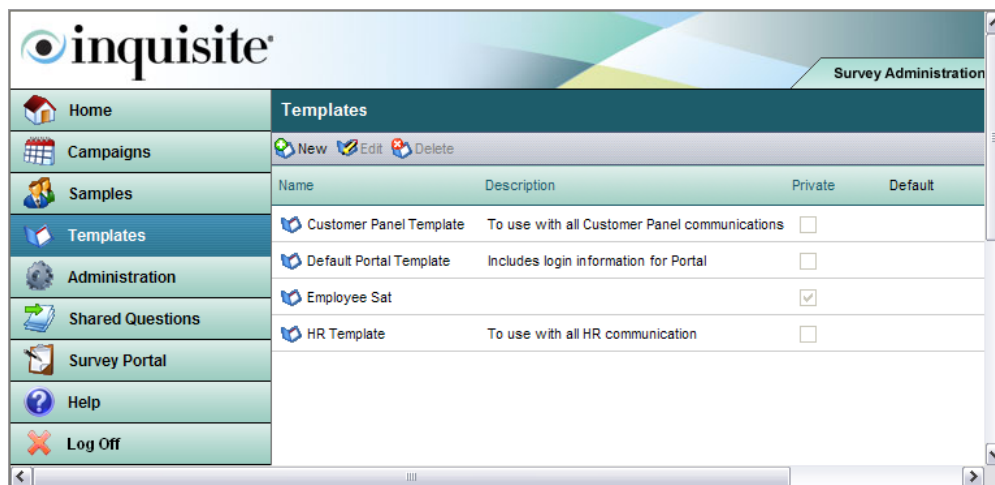 inquisite
Survey Administration
Home
Campaigns
Samples
Templates
Administration
Shared Questions
Survey Portal
Help
Log Off
Templates
New Edit Delete
Name Description Private Default
Customer Panel Template To use with all Customer Panel communications
Default Portal Template Includes login information for Portal
Employee Sat
HR Template To use with all HR communication